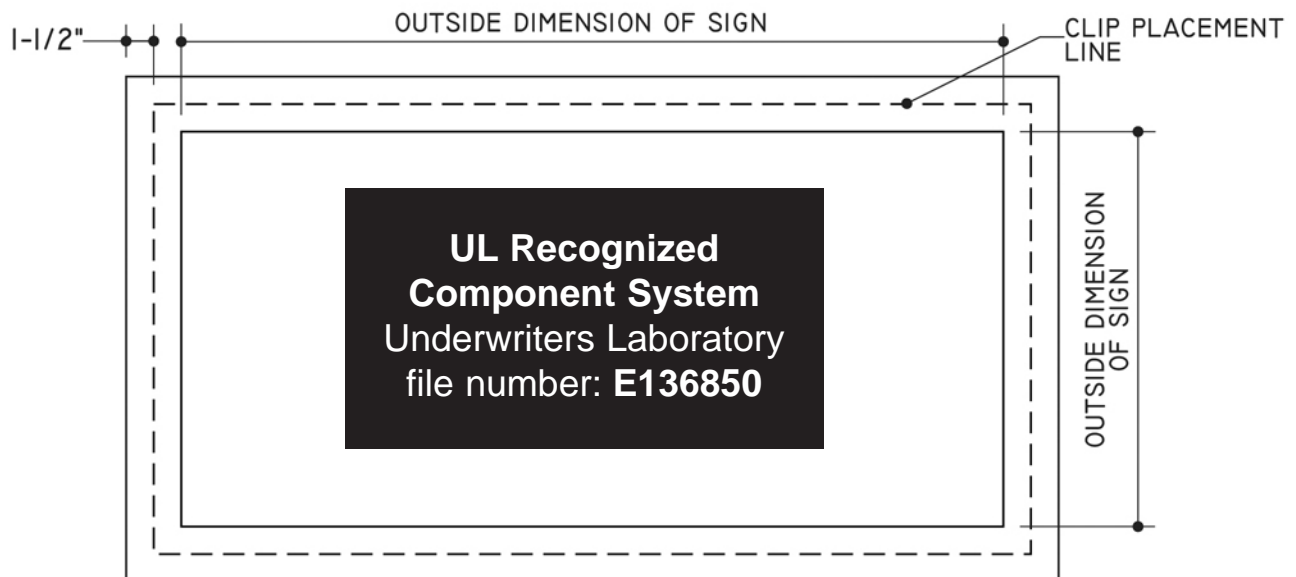 OUTSIDE DIMENSION OF SIGN
1-1/2"
CLIP PLACEMENT
LINE
UL Recognized
Component System
Underwriters Laboratory
file number: E136850
OUTSIDE DIMENSION
OF SIGN